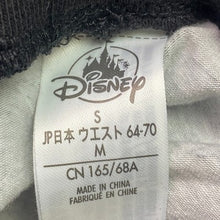 Disney
S
JP日本 ウエスト 64-70
M
CN 165/68A
MADE IN CHINA
FABRIQUÉ EN CHINE